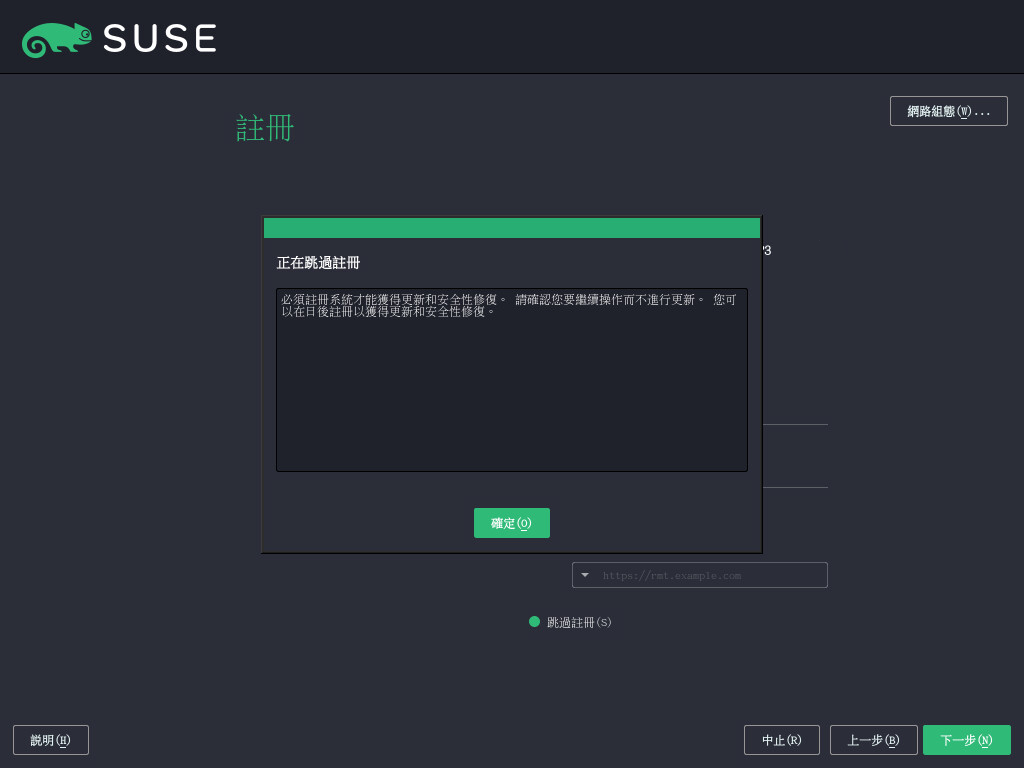 SUSE
網路組態(W)...
註冊
P3
正在跳過註冊
必須註冊系統才能獲得更新和安全性修復。 請確認您要繼續操作而不進行更新。 您可
以在日後註冊以獲得更新和安全性修復。
確定(O)
https://rmt.example.com
跳過註冊(S)
說明(H)
中止(R)
上一步(B)
下一步(N)